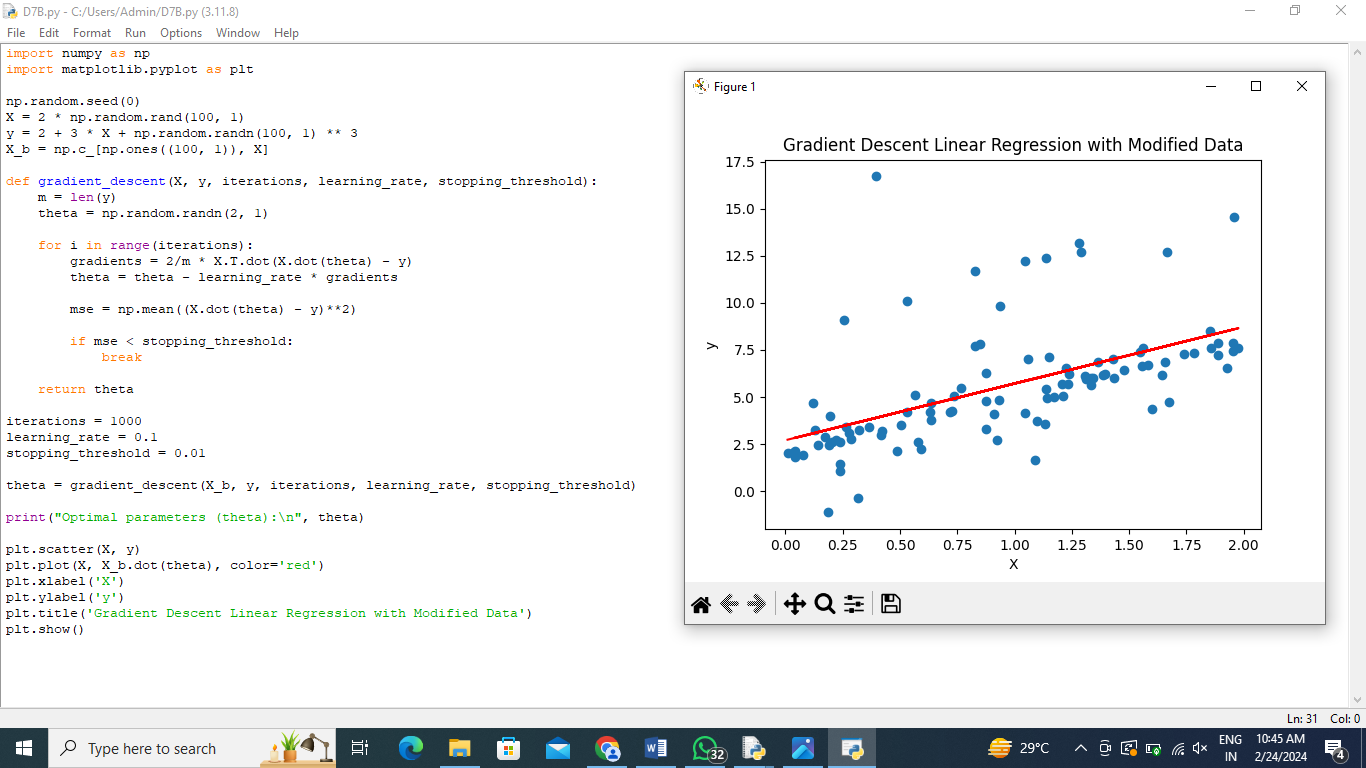 D7B.py - C:/Users/Admin/D7B.py (3.11.8)
File Edit Format Run Options Window Help
import numpy as np
import matplotlib.pyplot as plt
np.random.seed(0)
X = 2 * np.random.rand(100, 1)
y = 2 + 3 * X + np.random.randn(100, 1) ** 3
X_b = np.c_[np.ones((100, 1)), X]
def gradient_descent(X, y, iterations, learning_rate, stopping_threshold):
    m = len(y)
    theta = np.random.randn(2, 1)
    for i in range(iterations):
        gradients = 2/m * X.T.dot(X.dot(theta) - y)
        theta = theta - learning_rate * gradients
        mse = np.mean((X.dot(theta) - y)**2)
        if mse < stopping_threshold:
            break
    return theta
iterations = 1000
learning_rate = 0.1
stopping_threshold = 0.01
theta = gradient_descent(X_b, y, iterations, learning_rate, stopping_threshold)
print("Optimal parameters (theta):\n", theta)
plt.scatter(X, y)
plt.plot(X, X_b.dot(theta), color='red')
plt.xlabel('X')
plt.ylabel('y')
plt.title('Gradient Descent Linear Regression with Modified Data')
plt.show()
Figure 1
Gradient Descent Linear Regression with Modified Data
17.5
15.0
12.5
10.0
7.5
5.0
2.5
0.0
y
0.00 0.25 0.50 0.75 1.00 1.25 1.50 1.75 2.00
X
Ln: 31 Col: 0
Type here to search
32
29°C
ENG
IN
10:45 AM
2/24/2024
4